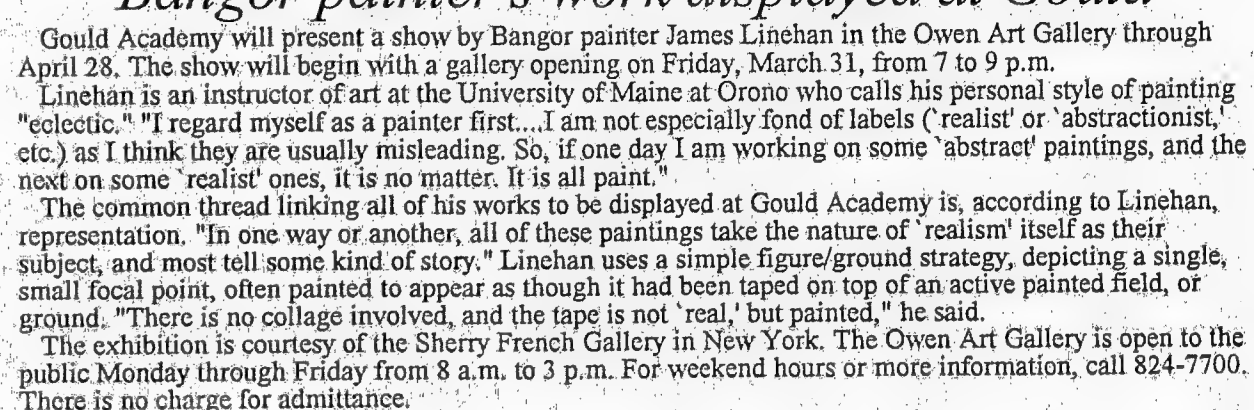 Bangor painter's work displayed at Gould
Gould Academy will present a show by Bangor painter James Linehan in the Owen Art Gallery through
April 28. The show will begin with a gallery opening on Friday, March 31, from 7 to 9 p.m.
Linehan is an instructor of art at the University of Maine at Orono who calls his personal style of painting
"eclectic." "I regard myself as a painter first....I am not especially fond of labels (`realist' or `abstractionist,'
etc.) as I think they are usually misleading. So, if one day I am working on some `abstract' paintings, and the
next on some `realist' ones, it is no matter. It is all paint."
The common thread linking all of his works to be displayed at Gould Academy is, according to Linehan,
representation. "In one way or another, all of these paintings take the nature of `realism' itself as their
subject, and most tell some kind of story." Linehan uses a simple figure/ground strategy, depicting a single,
small focal point, often painted to appear as though it had been taped on top of an active painted field, or
ground. "There is no collage involved, and the tape is not `real,' but painted," he said.
The exhibition is courtesy of the Sherry French Gallery in New York. The Owen Art Gallery is open to the
public Monday through Friday from 8 a.m. to 3 p.m. For weekend hours or more information, call 824-7700.
There is no charge for admittance.